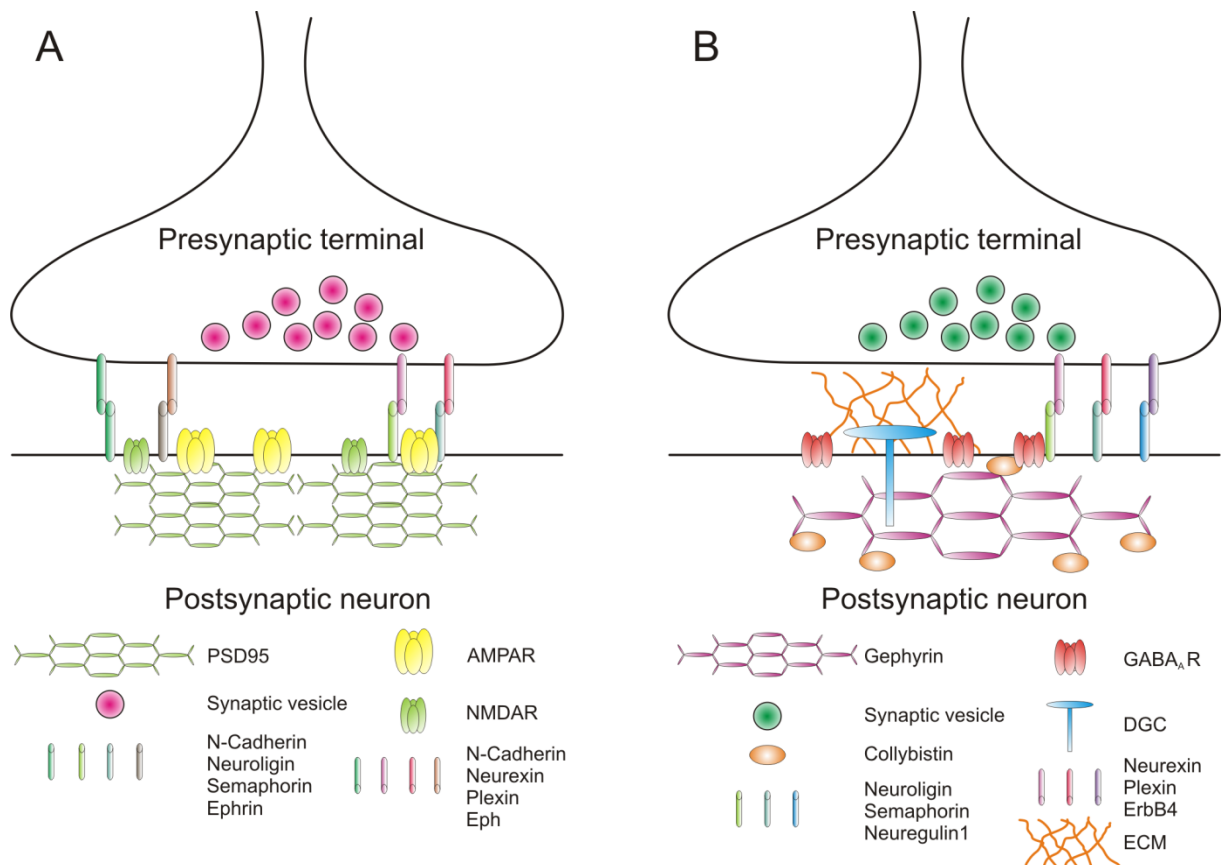 A
Presynaptic terminal
Postsynaptic neuron
PSD95
AMPAR
Synaptic vesicle
NMDAR
N-Cadherin
Neuroligin
Semaphorin
Ephrin
N-Cadherin
Neurexin
Plexin
Eph
B
Presynaptic terminal
Postsynaptic neuron
Gephyrin
GABAAR
Synaptic vesicle
DGC
Collybistin
Neuroligin
Semaphorin
Neuregulin1
Neurexin
Plexin
ErbB4
ECM